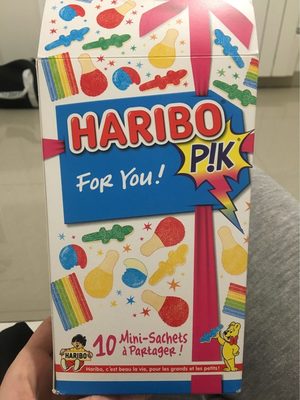 HARIBO
P!K
FOR YOU!
10 Mini-Sachets
à Partager !
HARIBO
Haribo, c'est beau la vie, pour les grands et les petits !